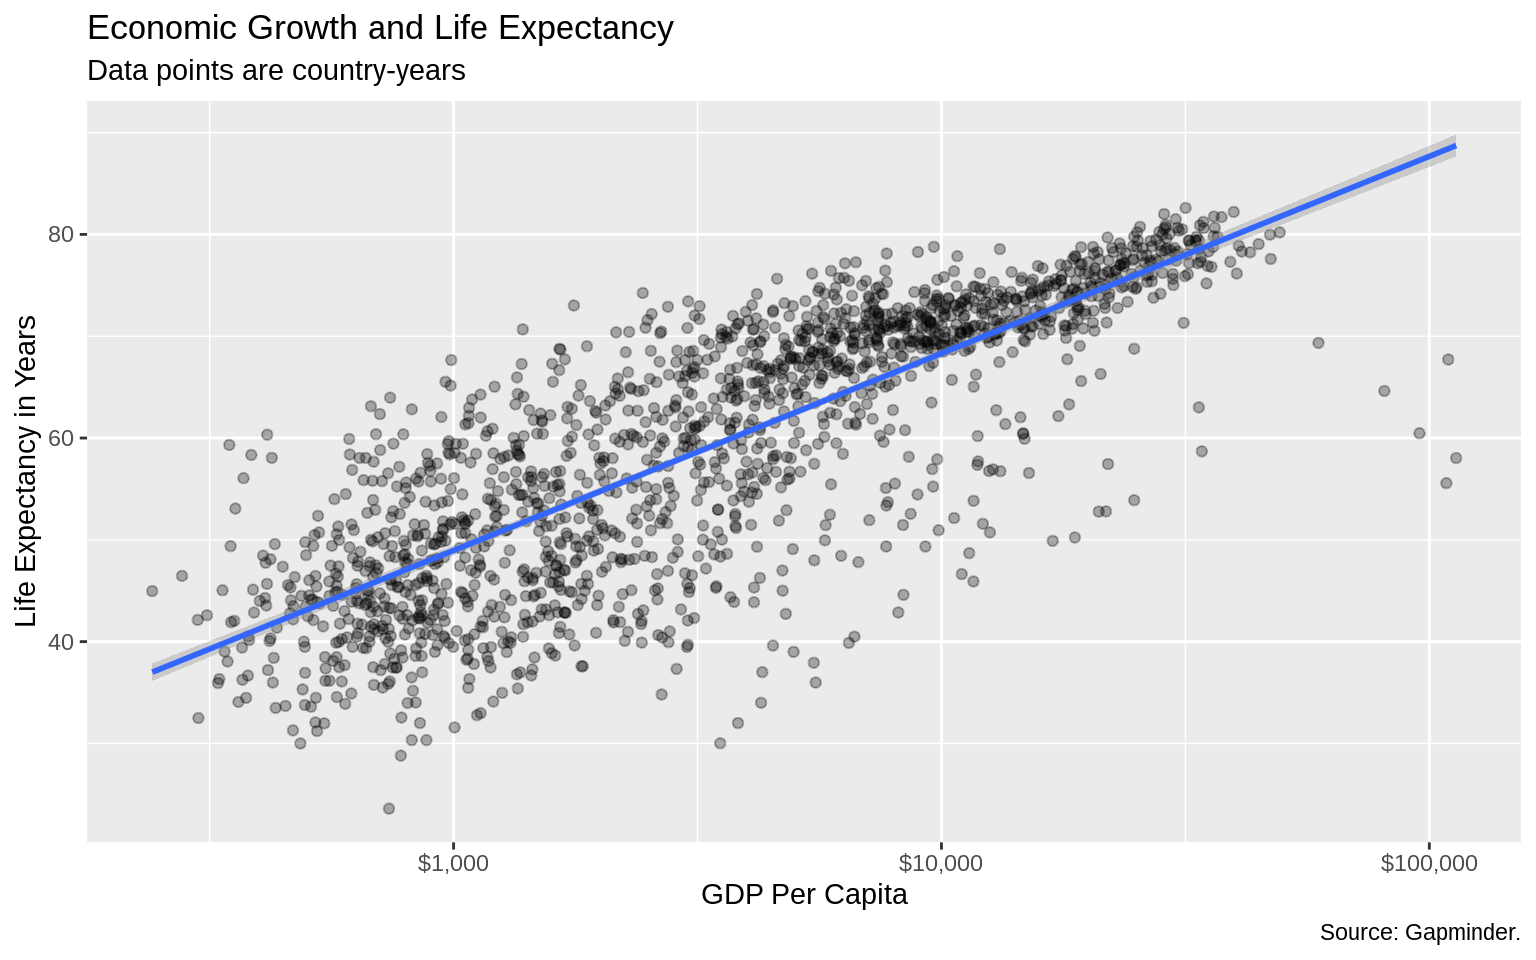 Economic Growth and Life Expectancy
Data points are country-years
Life Expectancy in Years
80
60
40
$1,000
$10,000
$100,000
GDP Per Capita
Source: Gapminder.